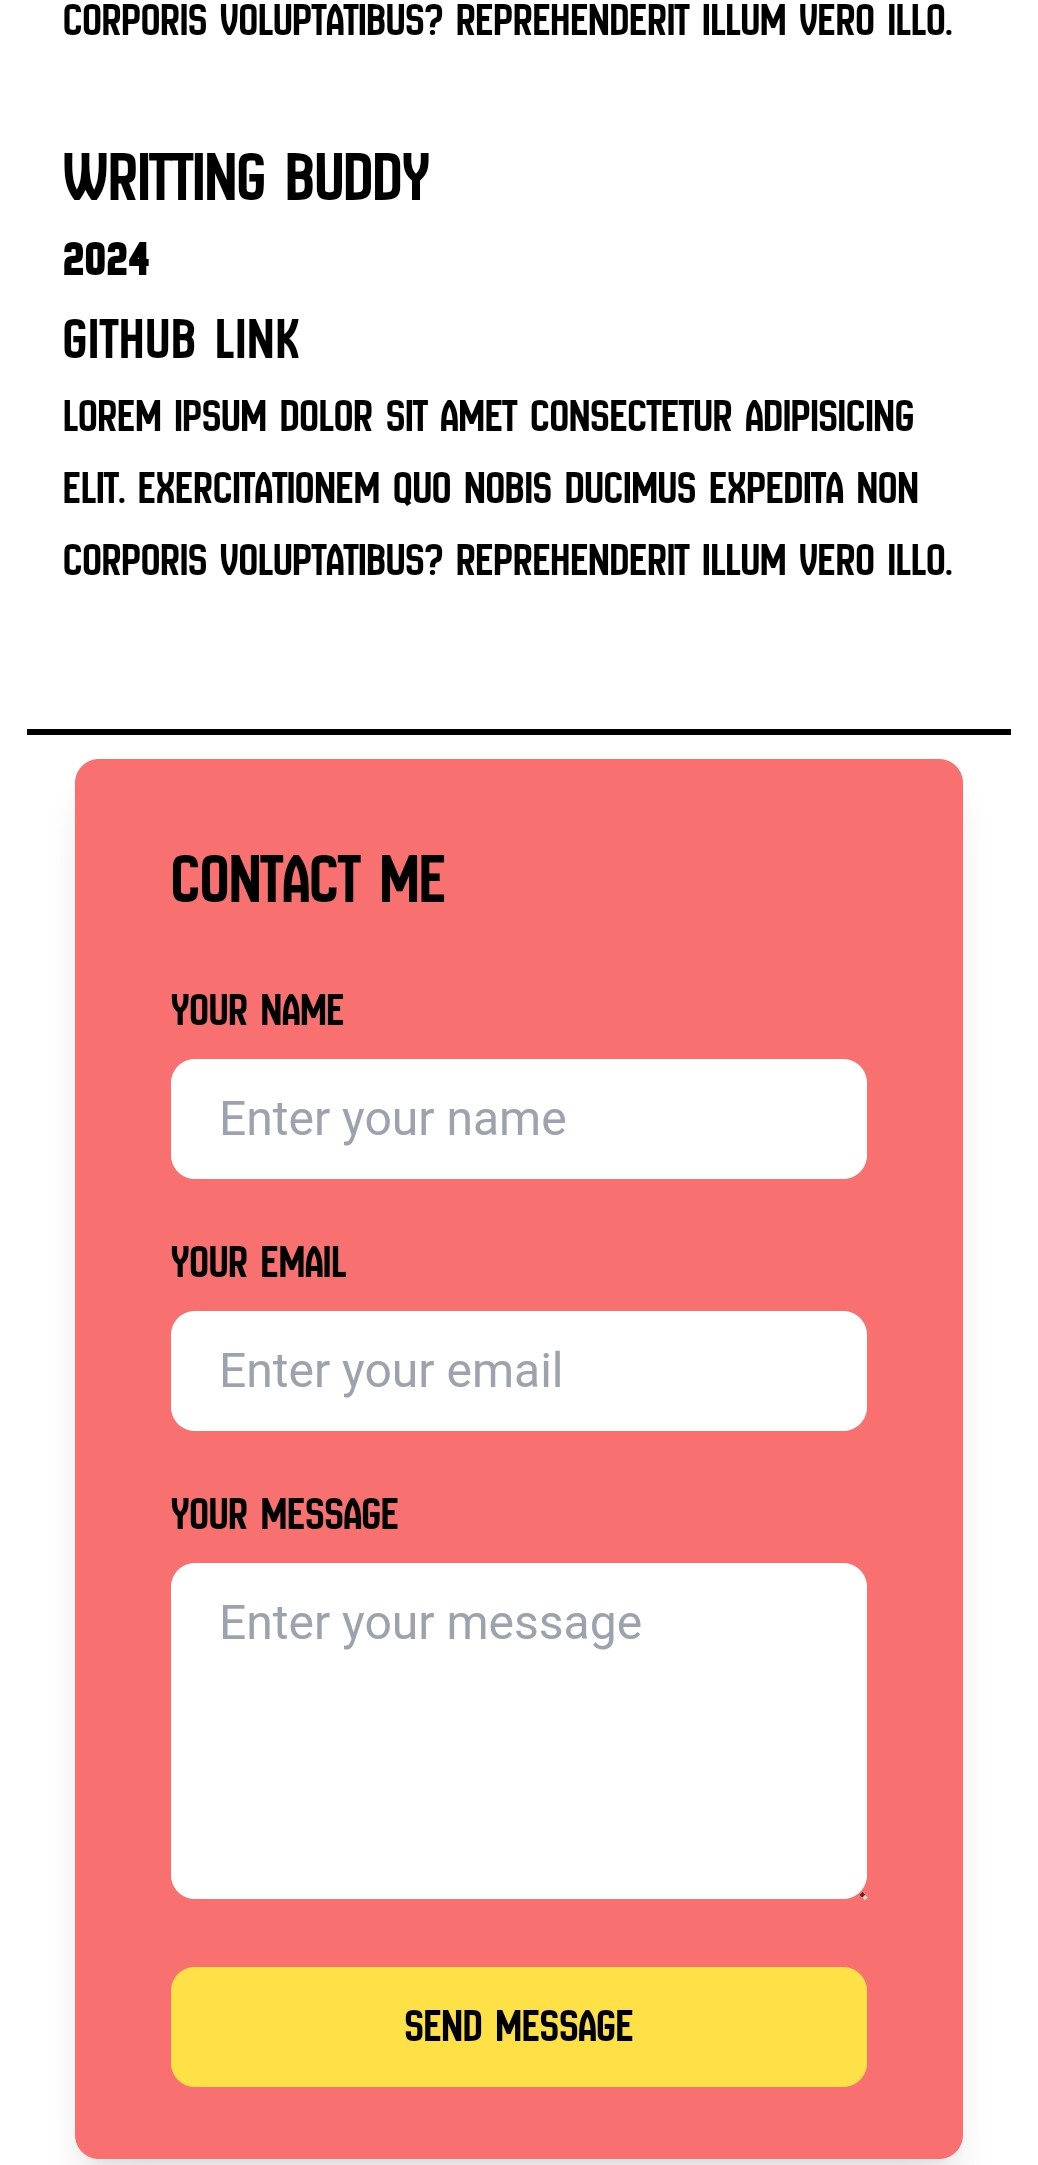 CORPORIS VOLUPTATIBUS? REPREHENDERIT ILLUM VERO ILLO.
WRITTING BUDDY
2024
GITHUB LINK
LOREM IPSUM DOLOR SIT AMET CONSECTETUR ADIPISICING
ELIT. EXERCITATIONEM QUO NOBIS DUCIMUS EXPEDITA NON
CORPORIS VOLUPTATIBUS? REPREHENDERIT ILLUM VERO ILLO.
CONTACT ME
YOUR NAME
Enter your name
YOUR EMAIL
Enter your email
YOUR MESSAGE
Enter your message
SEND MESSAGE